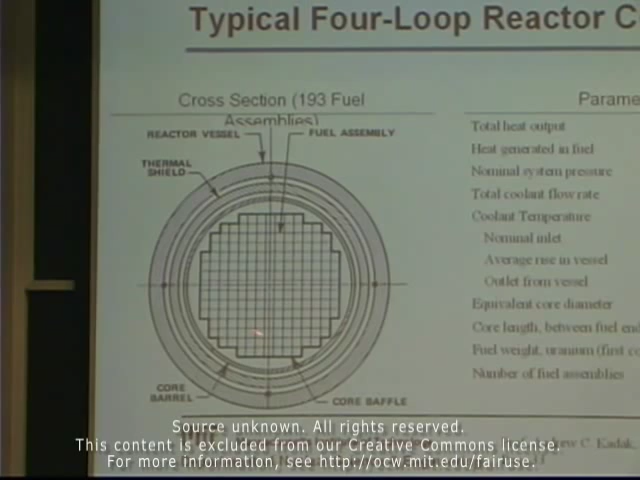 Typical Four-Loop Reactor C
Cross Section (193 Fuel
Assemblies)
Parame
REACTOR VESSEL
FUEL ASSEMBLY
THERMAL
SHIELD
CORE
BARREL
CORE BAFFLE
Total heat output
Heat generated in fuel
Nominal system pressure
Total coolant flow rate
Coolant Temperature
Nominal inlet
Average rise in vessel
Outlet from vessel
Equivalent core diameter
Core length, between fuel end
Fuel weight, uranium (first co
Number of fuel assemblies
Source unknown. All rights reserved.
This content is excluded from our Creative Commons license.
For more information, see http://ocw.mit.edu/fairuse.
C. Kadak,